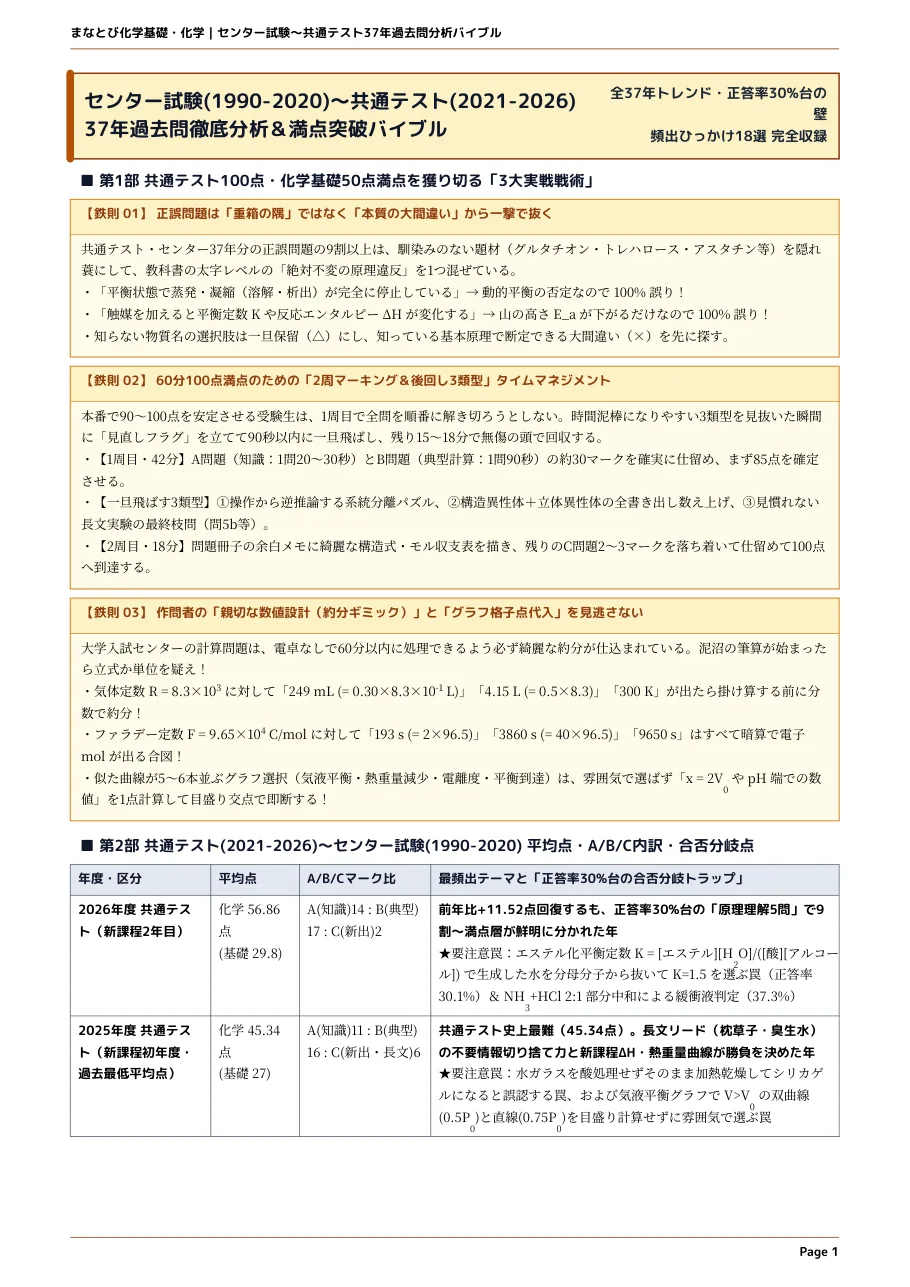 まなとび化学基礎・化学 | センター試験〜共通テスト37年過去問分析バイブル
センター試験(1990-2020)〜共通テスト(2021-2026)
37年過去問徹底分析＆満点突破バイブル
全37年トレンド・正答率30%台の
壁
頻出ひっかけ18選 完全収録
■ 第1部 共通テスト100点・化学基礎50点満点を獲り切る「3大実戦戦術」
【鉄則 01】 正誤問題は「重箱の隅」ではなく「本質の大間違い」から一撃で抜く
共通テスト・センター37年分の正誤問題の9割以上は、馴染みのない題材（グルタチオン・トレハロース・アスタチン等）を隠れ
蓑にして、教科書の太字レベルの「絶対不変の原理違反」を1つ混ぜている。
・「平衡状態で蒸発・凝縮（溶解・析出）が完全に停止している」→ 動的平衡の否定なので 100% 誤り！
・「触媒を加えると平衡定数 K や反応エンタルピー ΔH が変化する」→ 山の高さ E_a が下がるだけなので 100% 誤り！
・知らない物質名の選択肢は一旦保留（△）にし、知っている基本原理で断定できる大間違い（×）を先に探す。
【鉄則 02】 60分100点満点のための「2周マーキング＆後回し3類型」タイムマネジメント
本番で90〜100点を安定させる受験生は、1周目で全問を順番に解き切ろうとしない。時間泥棒になりやすい3類型を見抜いた瞬間
に「見直しフラグ」を立てて90秒以内に一旦飛ばし、残り15〜18分で無傷の頭で回収する。
・【1周目・42分】A問題（知識：1問20〜30秒）とB問題（典型計算：1問90秒）の約30マークを確実に仕留め、まず85点を確定
させる。
・【一旦飛ばす3類型】①操作から逆推論する系統分離パズル、②構造異性体＋立体異性体の全書き出し数え上げ、③見慣れない
長文実験の最終枝問（問5b等）。
・【2周目・18分】問題冊子の余白メモに綺麗な構造式・モル収支表を描き、残りのC問題2〜3マークを落ち着いて仕留めて100点
へ到達する。
【鉄則 03】 作問者の「親切な数値設計（約分ギミック）」と「グラフ格子点代入」を見逃さない
大学入試センターの計算問題は、電卓なしで60分以内に処理できるよう必ず綺麗な約分が仕込まれている。泥沼の筆算が始まった
ら立式か単位を疑え！
・気体定数 R = 8.3×10³ に対して「249 mL (= 0.30×8.3×10⁻¹ L)」「4.15 L (= 0.5×8.3)」「300 K」が出たら掛け算する前に分
数で約分！
・ファラデー定数 F = 9.65×10⁴ C/mol に対して「193 s (= 2×96.5)」「3860 s (= 40×96.5)」「9650 s」はすべて暗算で電子
mol が出る合図！
・似た曲線が5〜6本並ぶグラフ選択（気液平衡・熱重量減少・電離度・平衡到達）は、雰囲気で選ばず「x = 2V₀ や pH 端での数
値」を1点計算して目盛り交点で即断する！
■ 第2部 共通テスト(2021-2026)〜センター試験(1990-2020) 平均点・A/B/C内訳・合否分岐点
年度・区分
平均点
A/B/Cマーク比
最頻出テーマと「正答率30%台の合否分岐トラップ」
2026年度 共通テス
ト（新課程2年目）
化学 56.86
点
(基礎 29.8)
A(知識)14 : B(典型)
17 : C(新出)2
前年比+11.52点回復するも、正答率30%台の「原理理解5問」で9
割〜満点層が鮮明に分かれた年
★要注意罠：エステル化平衡定数 K = [エステル][H₂O]/([酸][アルコー
ル]) で生成した水を分母分子から抜いて K=1.5 を選ぶ罠（正答率
30.1%）& NH₃+HCl 2:1 部分中和による緩衝液判定（37.3%）
2025年度 共通テス
ト（新課程初年度・
過去最低平均点）
化学 45.34
点
(基礎 27)
A(知識)11 : B(典型)
16 : C(新出・長文)6
共通テスト史上最難（45.34点）。長文リード（枕草子・臭生水）
の不要情報切り捨て力と新課程ΔH・熱重量曲線が勝負を決めた年
★要注意罠：水ガラスを酸処理せずそのまま加熱乾燥してシリカゲ
ルになると誤認する罠、および気液平衡グラフで V>V₀ の双曲線
(0.5P₀)と直線(0.75P₀)を目盛り計算せずに雰囲気で選ぶ罠
Page 1